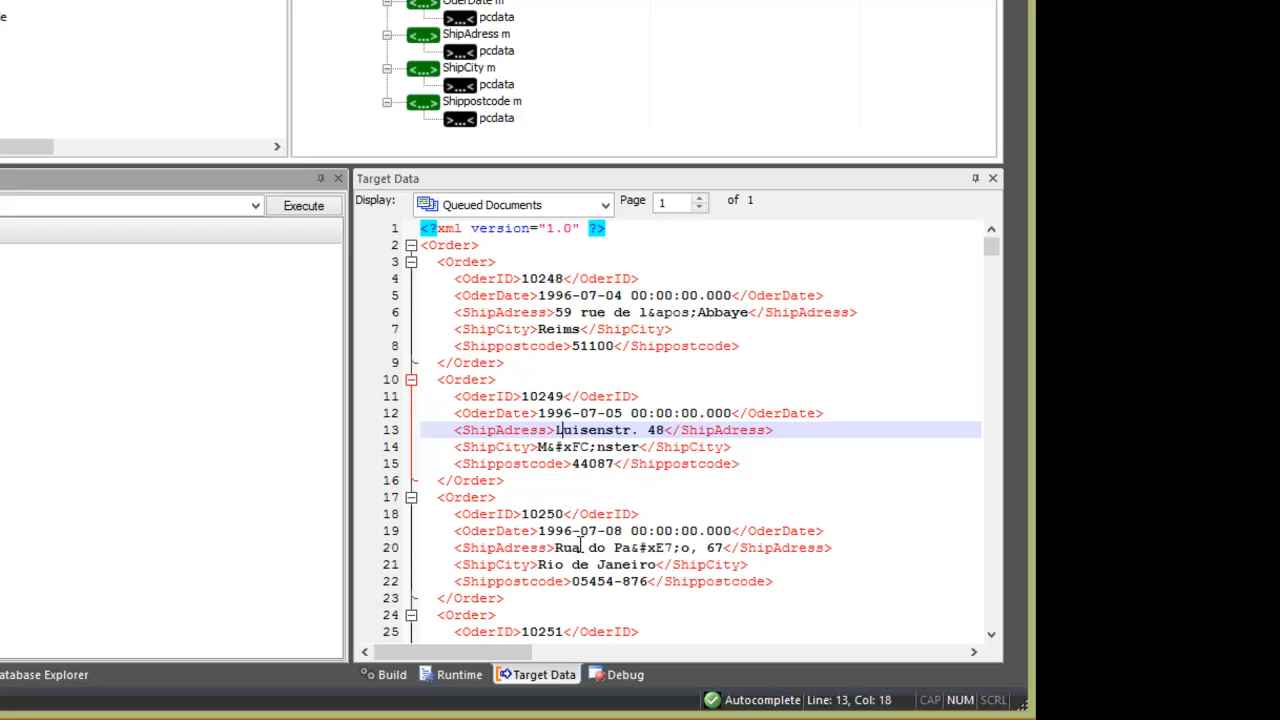 OderDate m
pcdata
ShipAdress m
pcdata
ShipCity m
pcdata
Shippostcode m
pcdata
Target Data
Execute
Display: Queued Documents Page 1 of 1
1 <?xml version="1.0" ?>
2 <Order>
3 <Order>
4 <OderID>10248</OderID>
5 <OderDate>1996-07-04 00:00:00.000</OderDate>
6 <ShipAdress>59 rue de l&apos;Abbaye</ShipAdress>
7 <ShipCity>Reims</ShipCity>
8 <Shippostcode>51100</Shippostcode>
9 </Order>
10 <Order>
11 <OderID>10249</OderID>
12 <OderDate>1996-07-05 00:00:00.000</OderDate>
13 <ShipAdress>Luisenstr. 48</ShipAdress>
14 <ShipCity>M&#xFC;nster</ShipCity>
15 <Shippostcode>44087</Shippostcode>
16 </Order>
17 <Order>
18 <OderID>10250</OderID>
19 <OderDate>1996-07-08 00:00:00.000</OderDate>
20 <ShipAdress>Rua do Pa&#xE7;o, 67</ShipAdress>
21 <ShipCity>Rio de Janeiro</ShipCity>
22 <Shippostcode>05454-876</Shippostcode>
23 </Order>
24 <Order>
25 <OderID>10251</OderID>
atabase Explorer
Build Runtime Target Data Debug
Autocomplete Line: 13, Col: 18 CAP NUM SCRL